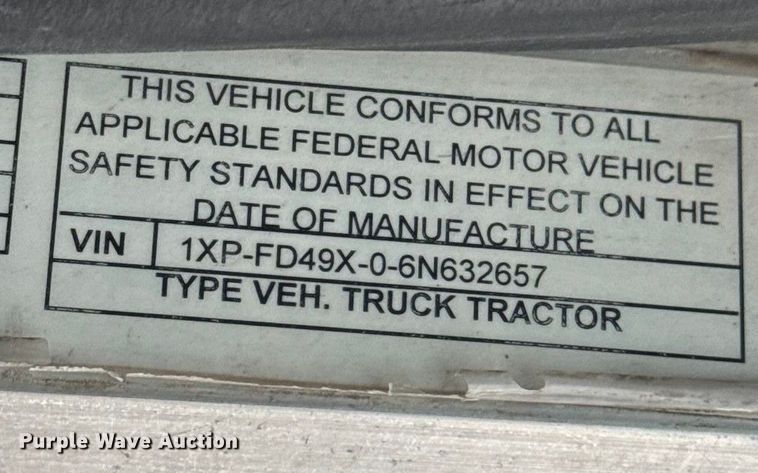 THIS VEHICLE CONFORMS TO ALL
APPLICABLE FEDERAL MOTOR VEHICLE
SAFETY STANDARDS IN EFFECT ON THE
DATE OF MANUFACTURE
VIN 1XP-FD49X-0-6N632657
TYPE VEH. TRUCK TRACTOR
Purple Wave Auction